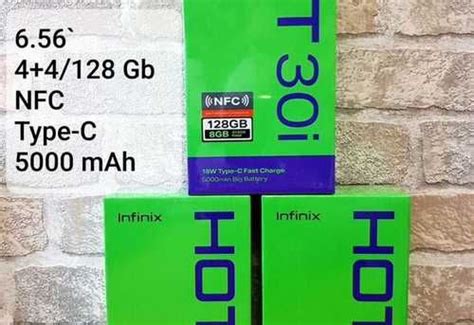 6.56`
4+4/128 Gb
NFC
Type-C
5000 mAh
T 30i
NFC
128GB
8GB
18W Type-C Fast Charge
5000mAh Big Battery
Infinix
HOT
Infinix
HOT